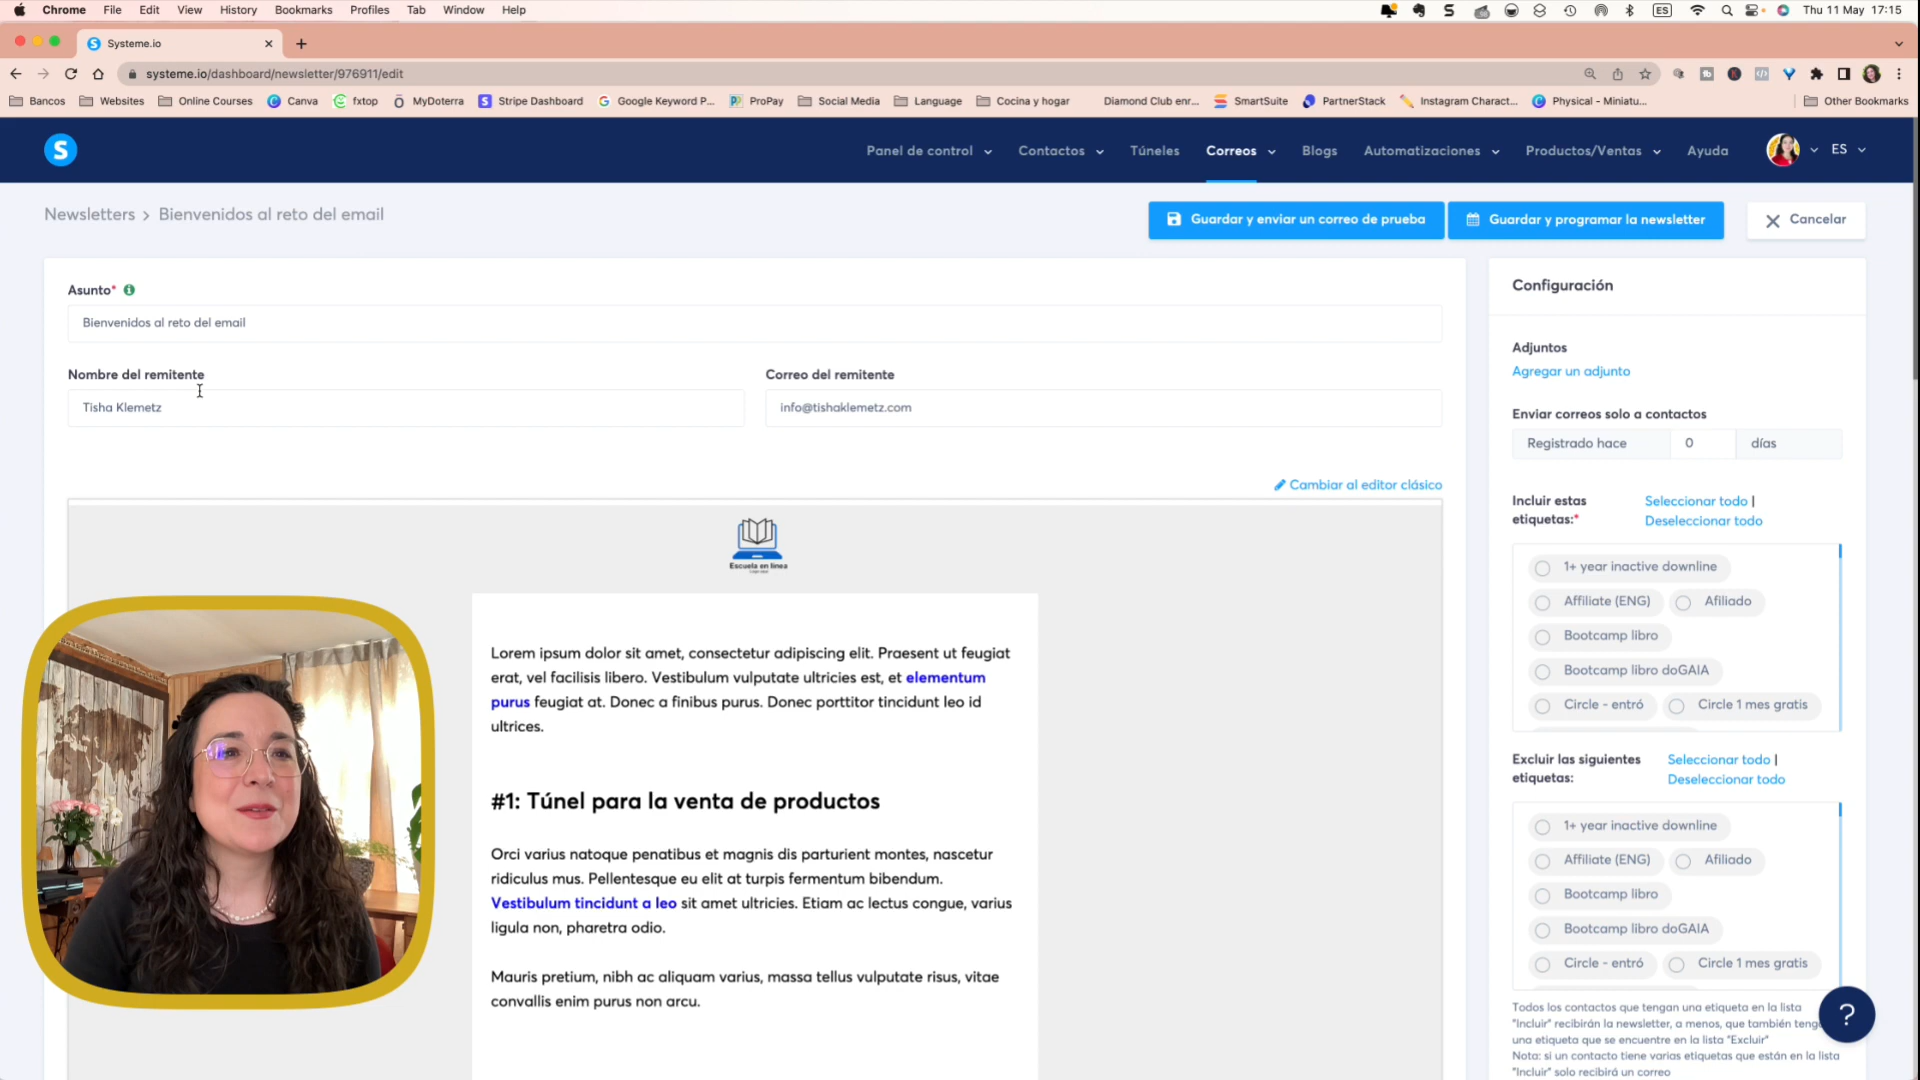 Chrome File Edit View History Bookmarks Profiles Tab Window Help ES Thu 11 May 17:15
Systeme.io
systeme.io/dashboard/newsletter/976911/edit
Bancos Websites Online Courses Canva fxtop MyDoterra Stripe Dashboard Google Keyword P... ProPay Social Media Language Cocina y hogar Diamond Club enr... SmartSuite PartnerStack Instagram Charact... Physical - Miniatu... Other Bookmarks
S Panel de control Contactos Túneles Correos Blogs Automatizaciones Productos/Ventas Ayuda ES
Newsletters > Bienvenidos al reto del email
Guardar y enviar un correo de prueba Guardar y programar la newsletter Cancelar
Asunto*
Bienvenidos al reto del email
Nombre del remitente Correo del remitente
Tisha Klemetz info@tishaklemetz.com
Cambiar al editor clásico
Escuela en línea
Lorem ipsum dolor sit amet, consectetur adipiscing elit. Praesent ut feugiat
erat, vel facilisis libero. Vestibulum vulputate ultricies est, et elementum
purus feugiat at. Donec a finibus purus. Donec porttitor tincidunt leo id
ultrices.
#1: Túnel para la venta de productos
Orci varius natoque penatibus et magnis dis parturient montes, nascetur
ridiculus mus. Pellentesque eu elit at turpis fermentum bibendum.
Vestibulum tincidunt a leo sit amet ultricies. Etiam ac lectus congue, varius
ligula non, pharetra odio.
Mauris pretium, nibh ac aliquam varius, massa tellus vulputate risus, vitae
convallis enim purus non arcu.
Configuración
Adjuntos
Agregar un adjunto
Enviar correos solo a contactos
Registrado hace 0 días
Incluir estas etiquetas:* Seleccionar todo |
Deseleccionar todo
1+ year inactive downline
Affiliate (ENG) Afiliado
Bootcamp libro
Bootcamp libro doGAIA
Circle - entró Circle 1 mes gratis
Excluir las siguientes etiquetas: Seleccionar todo |
Deseleccionar todo
1+ year inactive downline
Affiliate (ENG) Afiliado
Bootcamp libro
Bootcamp libro doGAIA
Circle - entró Circle 1 mes gratis
Todos los contactos que tengan una etiqueta en la lista
"Incluir" recibirán la newsletter, a menos, que también teng
una etiqueta que se encuentre en la lista "Excluir"
Nota: si un contacto tiene varias etiquetas que están en la lista
"Incluir" solo recibirá un correo
?